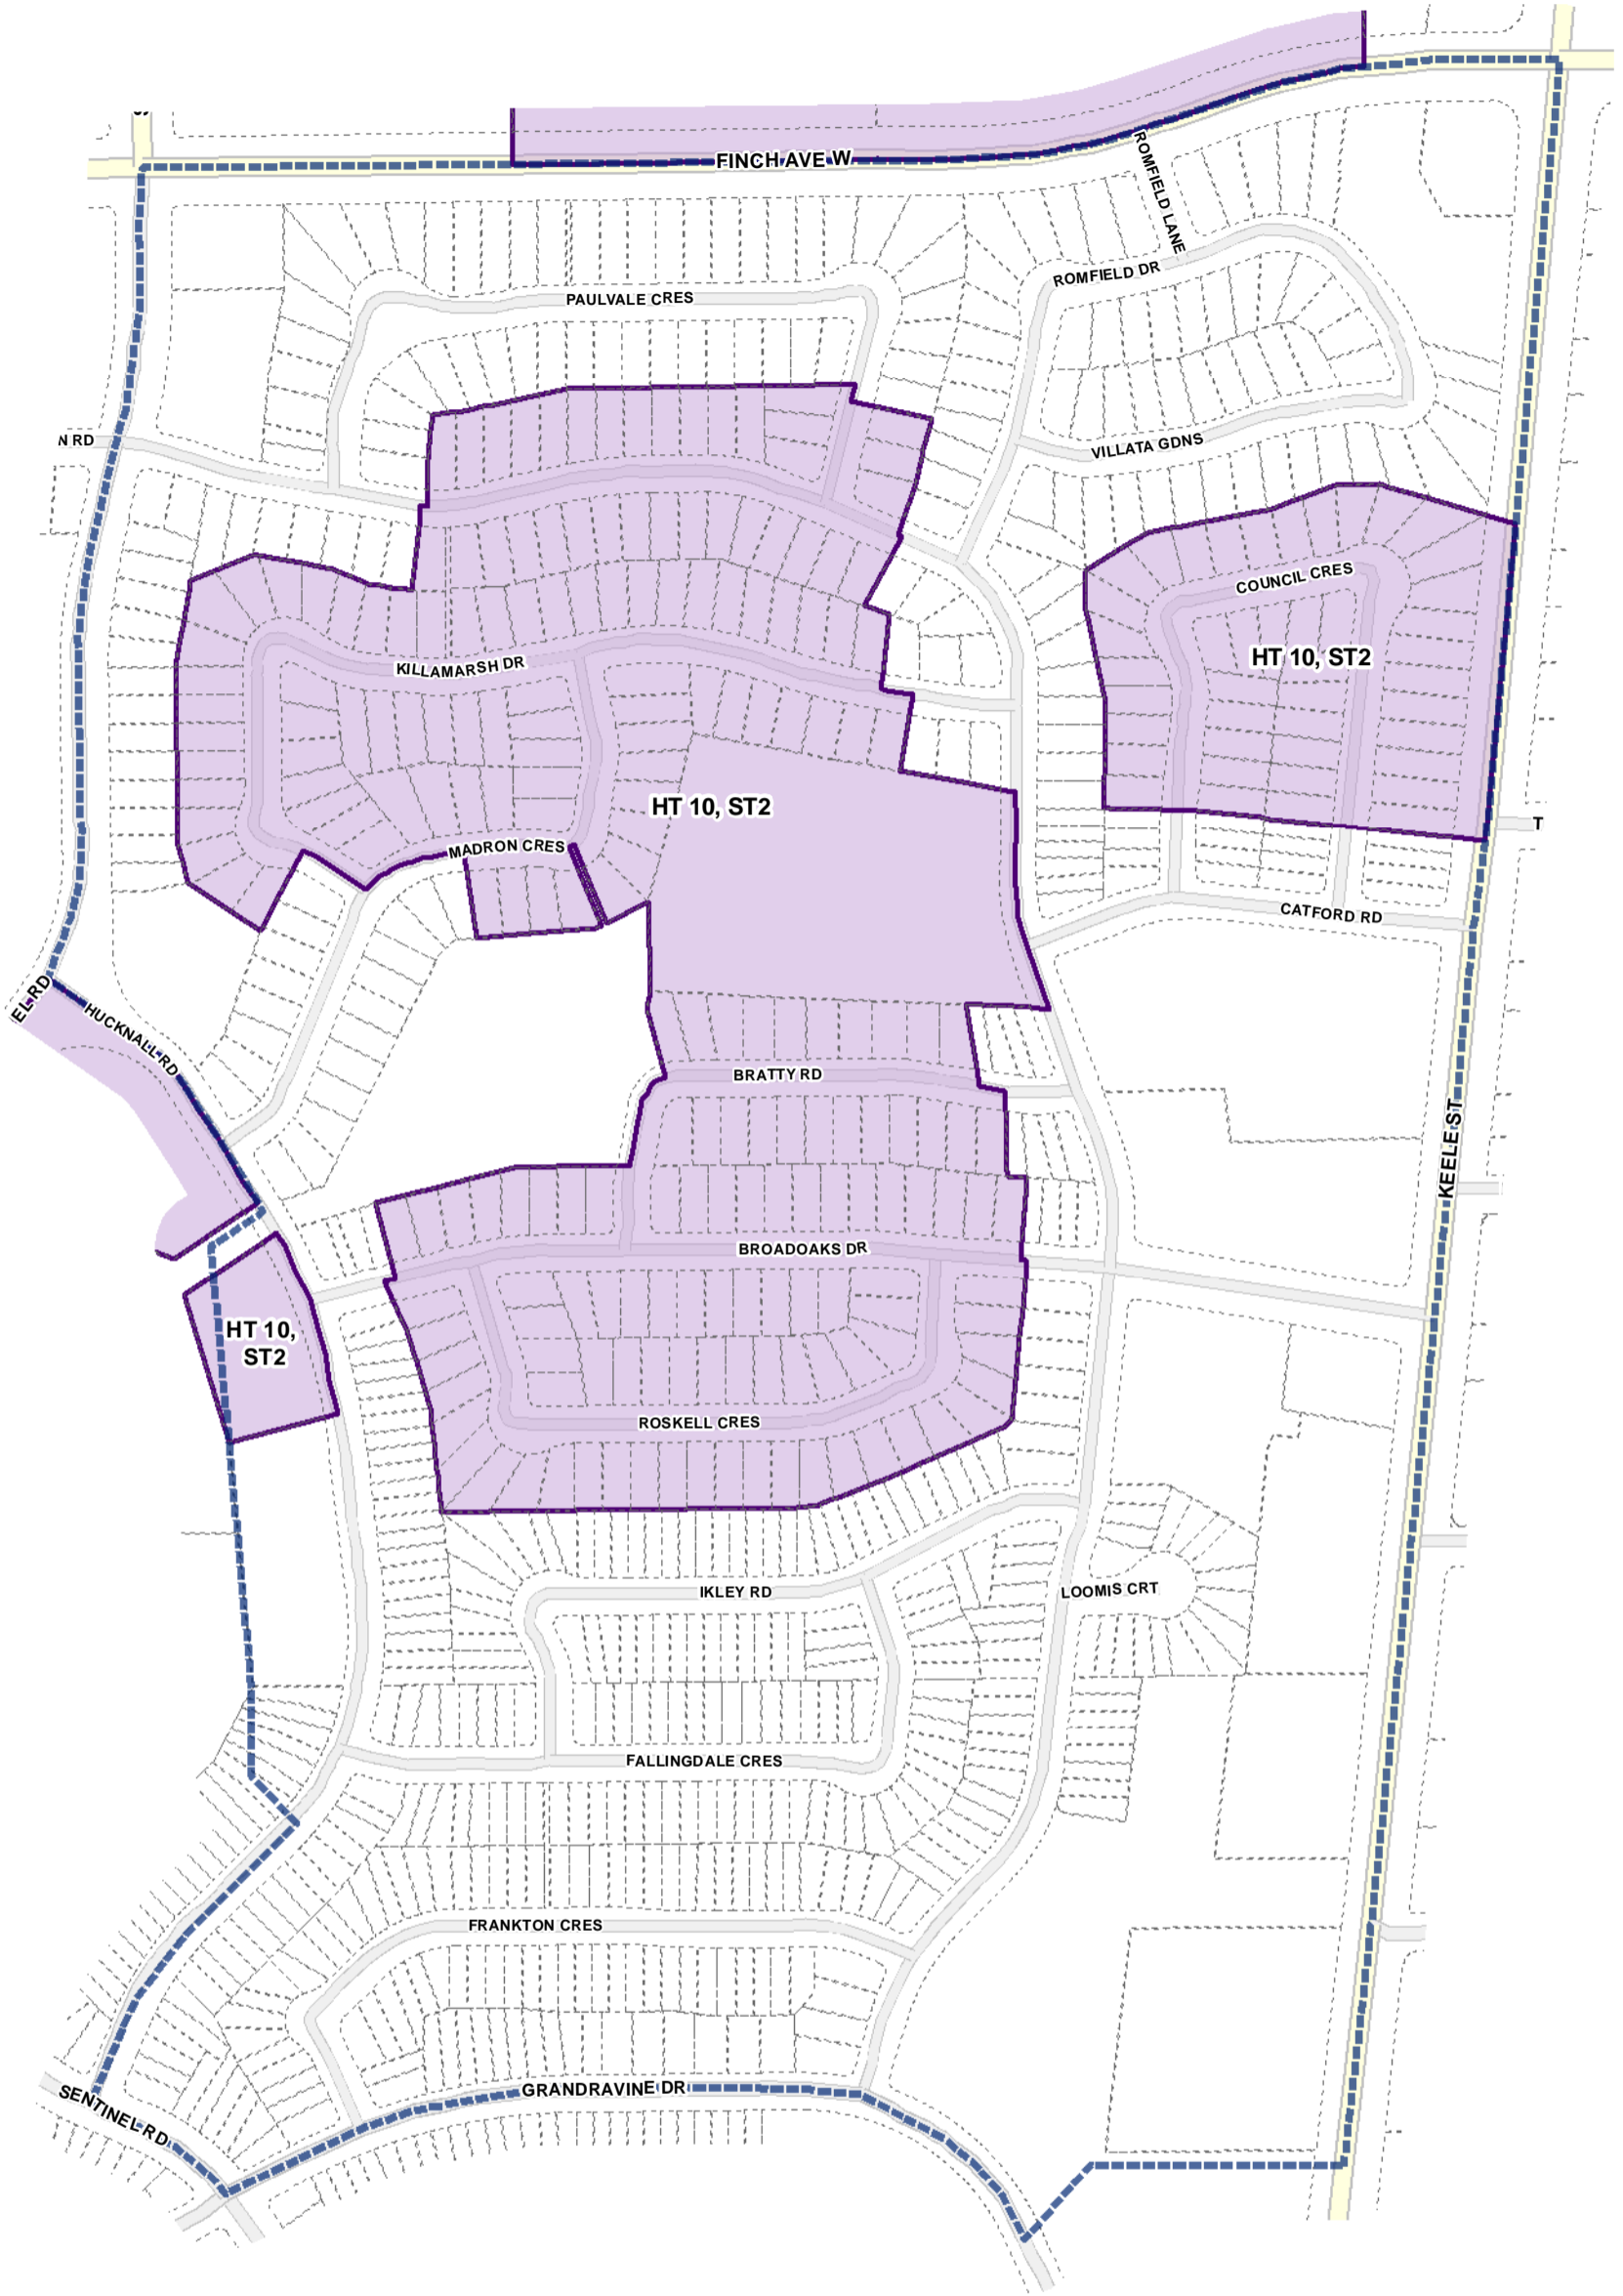 FINCH AVE W
ROMFIELD LANE
ROMFIELD DR
PAULVALE CRES
N RD
VILLATA GDNS
COUNCIL CRES
HT 10, ST2
KILLAMARSH DR
HT 10, ST2
T
MADRON CRES
CATFORD RD
EL RD
HUCKNALL RD
BRATTY RD
KEELE ST
BROADOAKS DR
HT 10,
ST2
ROSKELL CRES
IKLEY RD
LOOMIS CRT
FALLINGDALE CRES
FRANKTON CRES
GRANDRAVINE DR
SENTINEL RD